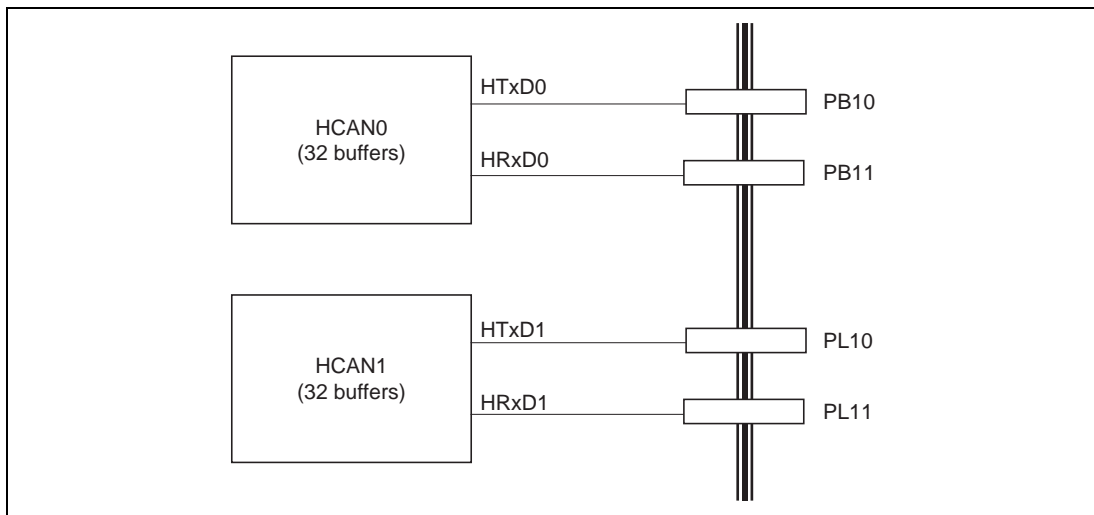 HTxD0
PB10
HCAN0
(32 buffers)
HRxD0
PB11
HTxD1
PL10
HCAN1
(32 buffers)
HRxD1
PL11